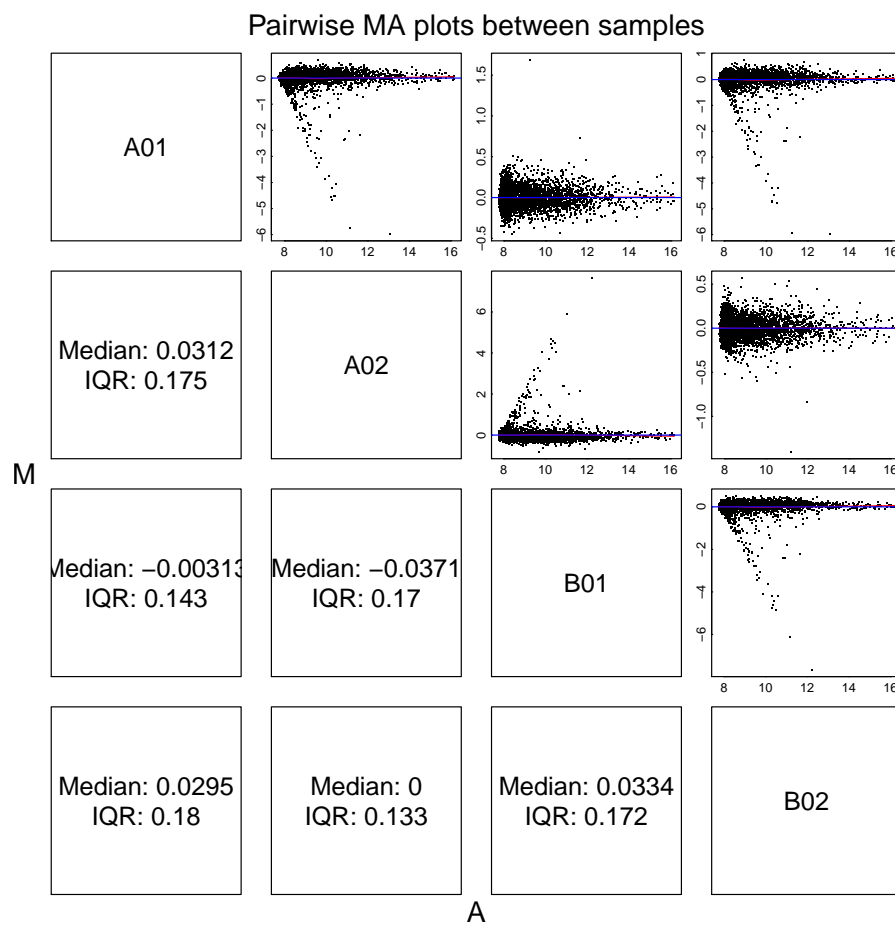 Pairwise MA plots between samples
A01
0
−1
−2
−3
−4
−5
−6
8 10 12 14 16
1.5
1.0
0.5
0.0
−0.5
8 10 12 14 16
1
0
−1
−2
−3
−4
−5
−6
8 10 12 14 16
Median: 0.0312
IQR: 0.175
A02
6
4
2
0
8 10 12 14 16
0.5
0.0
−0.5
−1.0
8 10 12 14 16
M
Median: −0.00313
IQR: 0.143
Median: −0.0371
IQR: 0.17
B01
0
−2
−4
−6
8 10 12 14 16
Median: 0.0295
IQR: 0.18
Median: 0
IQR: 0.133
Median: 0.0334
IQR: 0.172
B02
A